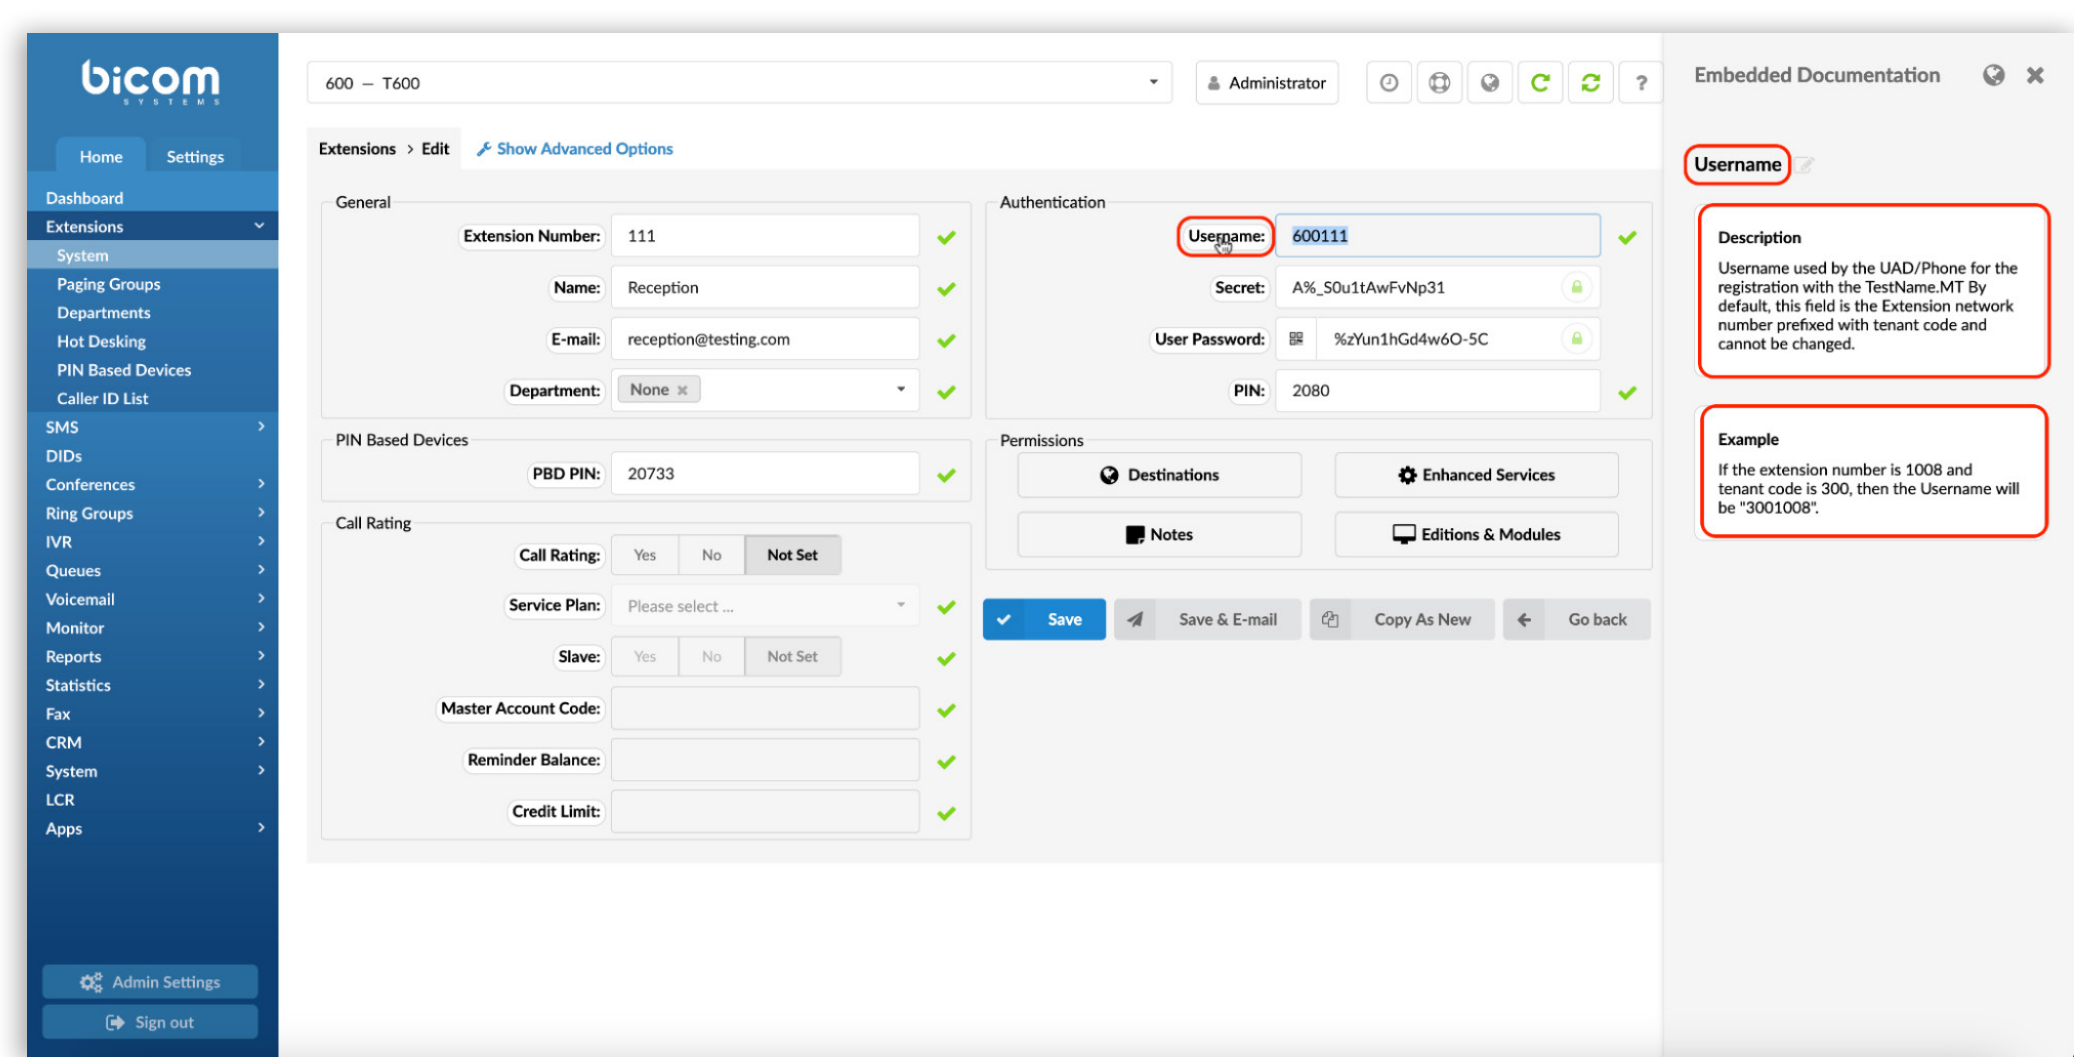 bicom
SYSTEMS
Home
Settings
Dashboard
Extensions
System
Paging Groups
Departments
Hot Desking
PIN Based Devices
Caller ID List
SMS
DIDs
Conferences
Ring Groups
IVR
Queues
Voicemail
Monitor
Reports
Statistics
Fax
CRM
System
LCR
Apps
Admin Settings
Sign out
600 — T600
Administrator
?
Extensions > Edit
Show Advanced Options
General
Extension Number: 111
Name: Reception
E-mail: reception@testing.com
Department: None
PIN Based Devices
PBD PIN: 20733
Call Rating
Call Rating: Yes No Not Set
Service Plan: Please select ...
Slave: Yes No Not Set
Master Account Code:
Reminder Balance:
Credit Limit:
Authentication
Username: 600111
Secret: A%_S0u1tAwFvNp31
User Password: %zYun1hGd4w6O-5C
PIN: 2080
Permissions
Destinations
Enhanced Services
Notes
Editions & Modules
Save
Save & E-mail
Copy As New
Go back
Embedded Documentation
Username
Description
Username used by the UAD/Phone for the
registration with the TestName.MT By
default, this field is the Extension network
number prefixed with tenant code and
cannot be changed.
Example
If the extension number is 1008 and
tenant code is 300, then the Username will
be "3001008".